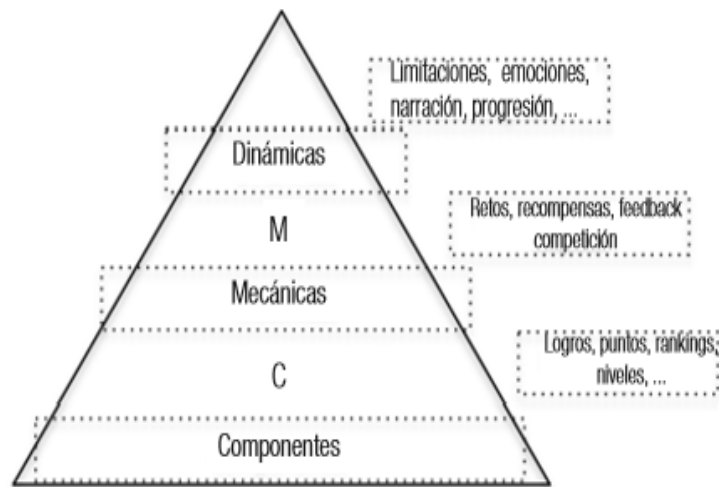 Limitaciones, emociones,
narración, progresión, ...
Dinámicas
M
Retos, recompensas, feedback
competición
Mecánicas
Logros, puntos, rankings,
niveles, ...
C
Componentes